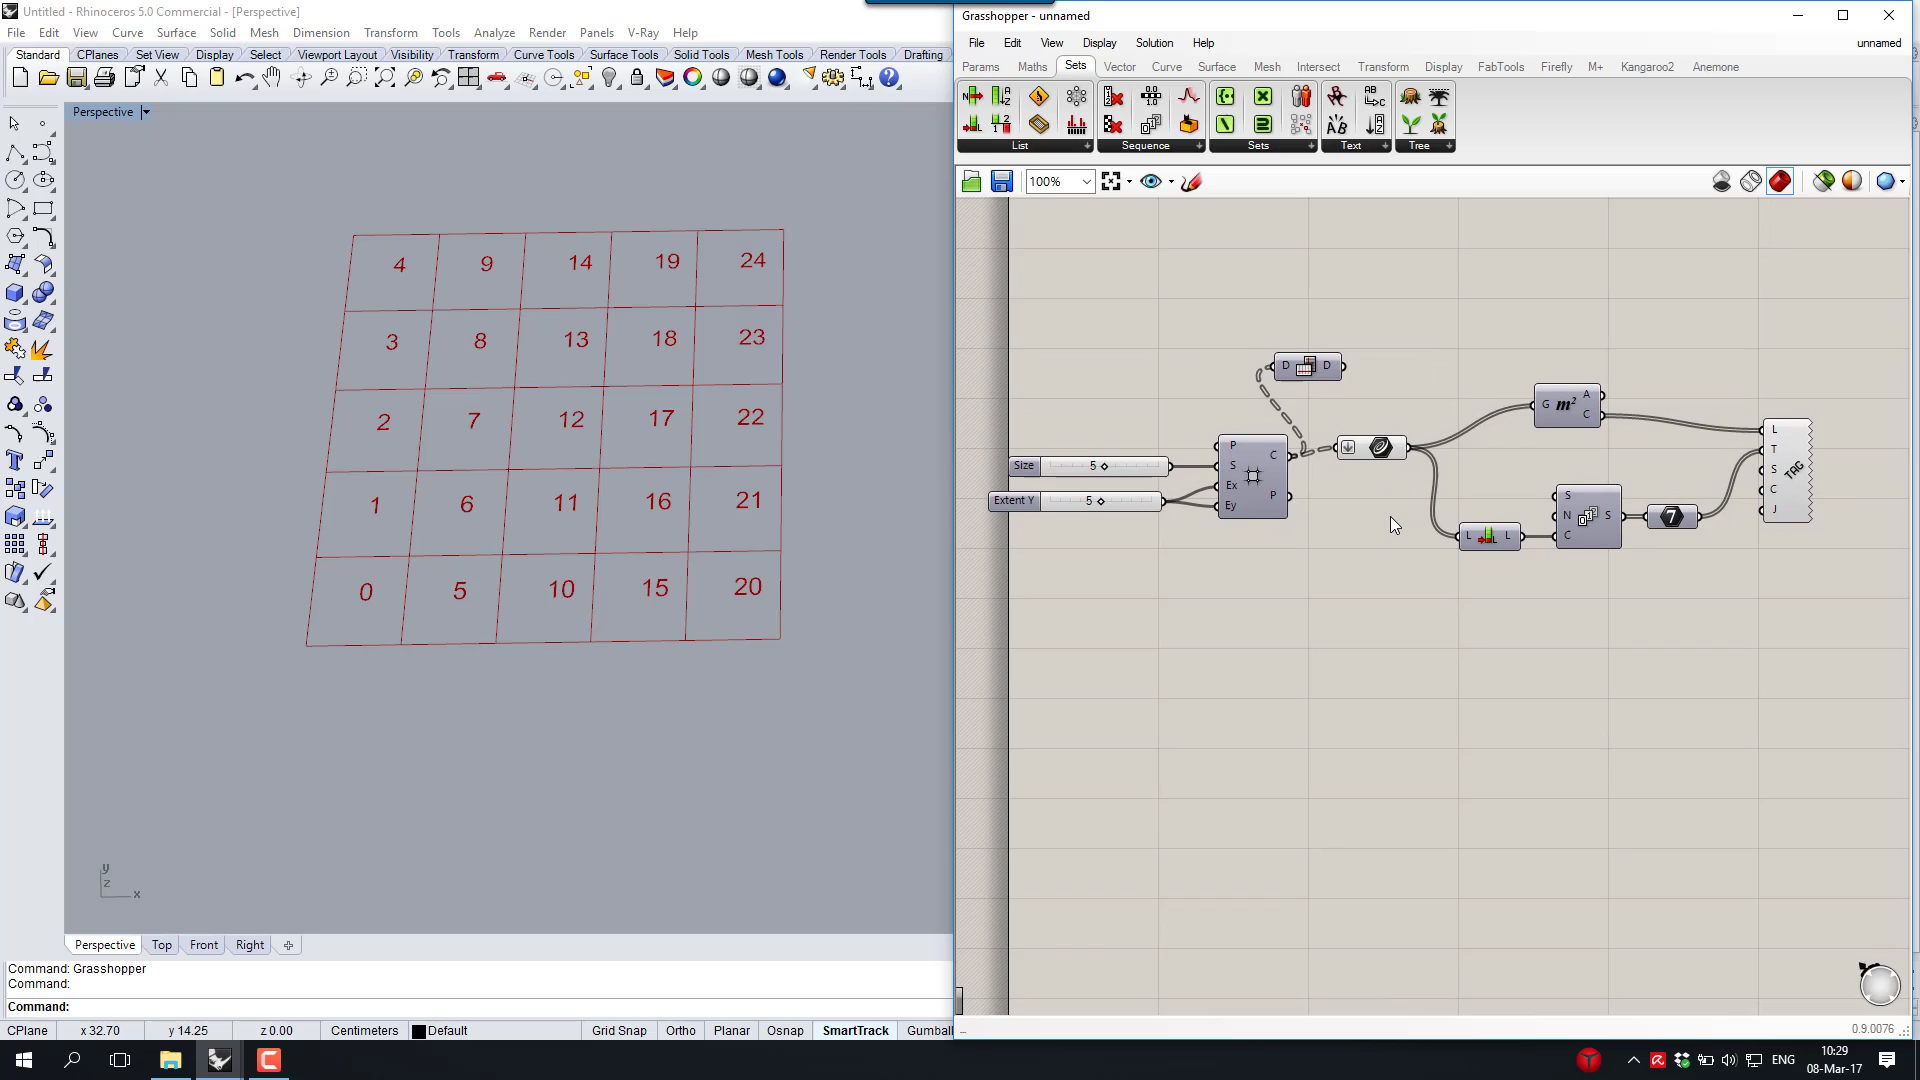 Untitled - Rhinoceros 5.0 Commercial - [Perspective]
File Edit View Curve Surface Solid Mesh Dimension Transform Tools Analyze Render Panels V-Ray Help
Standard CPlanes Set View Display Select Viewport Layout Visibility Transform Curve Tools Surface Tools Solid Tools Mesh Tools Render Tools Drafting
Perspective
4 9 14 19 24
3 8 13 18 23
2 7 12 17 22
1 6 11 16 21
0 5 10 15 20
y
z x
Perspective Top Front Right
Command: Grasshopper
Command:
Command:
CPlane x 32.70 y 14.25 z 0.00 Centimeters Default Grid Snap Ortho Planar Osnap SmartTrack Gumball
Grasshopper - unnamed
File Edit View Display Solution Help unnamed
Params Maths Sets Vector Curve Surface Mesh Intersect Transform Display FabTools Firefly M+ Kangaroo2 Anemone
List Sequence Sets Text Tree
100%
D D
G m² A
C
P
S
Ex
Ey
C
P
Size 5
Extent Y 5
L
T
S
C
J
TAG
S
N
C
S
7
L L
0.9.0076
ENG
10:29
08-Mar-17